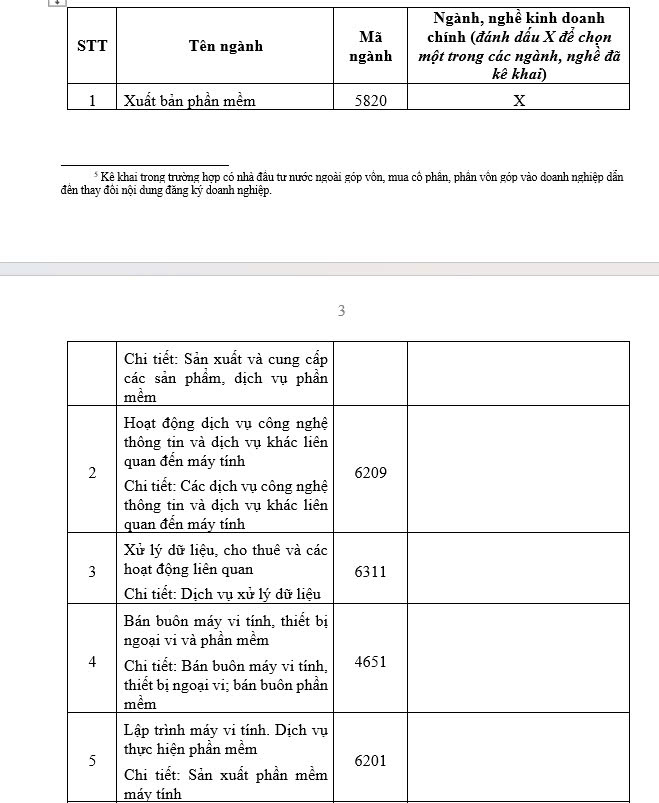 STT
Tên ngành
Mã
ngành
Ngành, nghề kinh doanh
chính (đánh dấu X để chọn
một trong các ngành, nghề đã
kê khai)
1
Xuất bản phần mềm
5820
X
⁵ Kê khai trong trường hợp có nhà đầu tư nước ngoài góp vốn, mua cổ phần, phần vốn góp vào doanh nghiệp dẫn
đến thay đổi nội dung đăng ký doanh nghiệp.
3
Chi tiết: Sản xuất và cung cấp
các sản phẩm, dịch vụ phần
mềm
2
Hoạt động dịch vụ công nghệ
thông tin và dịch vụ khác liên
quan đến máy tính
Chi tiết: Các dịch vụ công nghệ
thông tin và dịch vụ khác liên
quan đến máy tính
6209
3
Xử lý dữ liệu, cho thuê và các
hoạt động liên quan
Chi tiết: Dịch vụ xử lý dữ liệu
6311
4
Bán buôn máy vi tính, thiết bị
ngoại vi và phần mềm
Chi tiết: Bán buôn máy vi tính,
thiết bị ngoại vi; bán buôn phần
mềm
4651
5
Lập trình máy vi tính. Dịch vụ
thực hiện phần mềm
Chi tiết: Sản xuất phần mềm
máy tính
6201